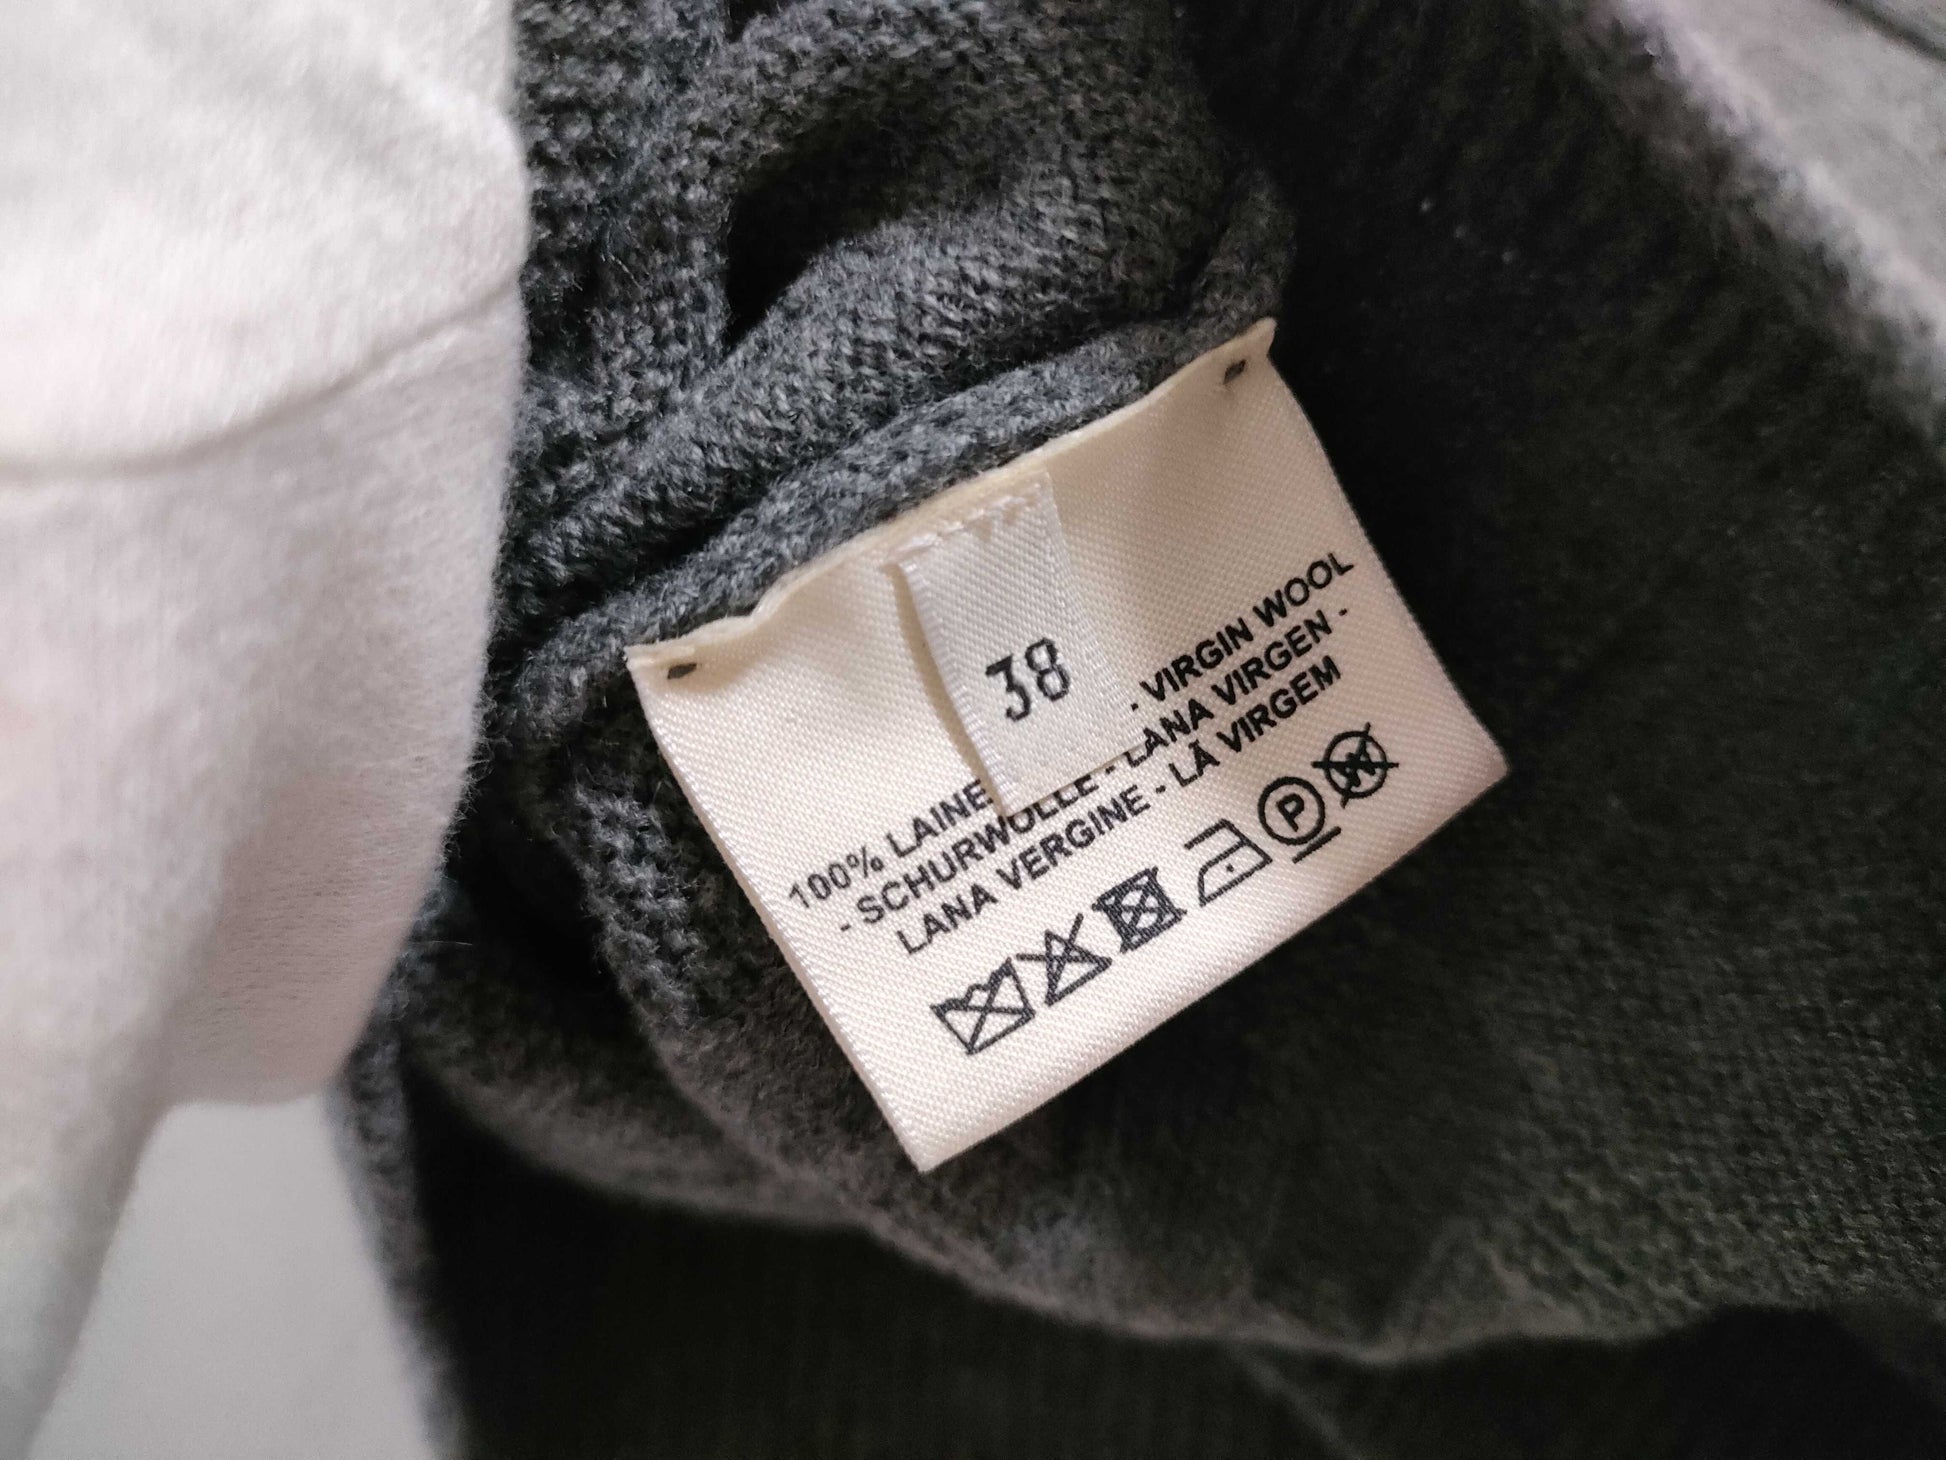 38
100% LAINE - VIRGIN WOOL
- SCHURWOLLE - LANA VIRGEN -
LANA VERGINE - LÃ VIRGEM
P
W